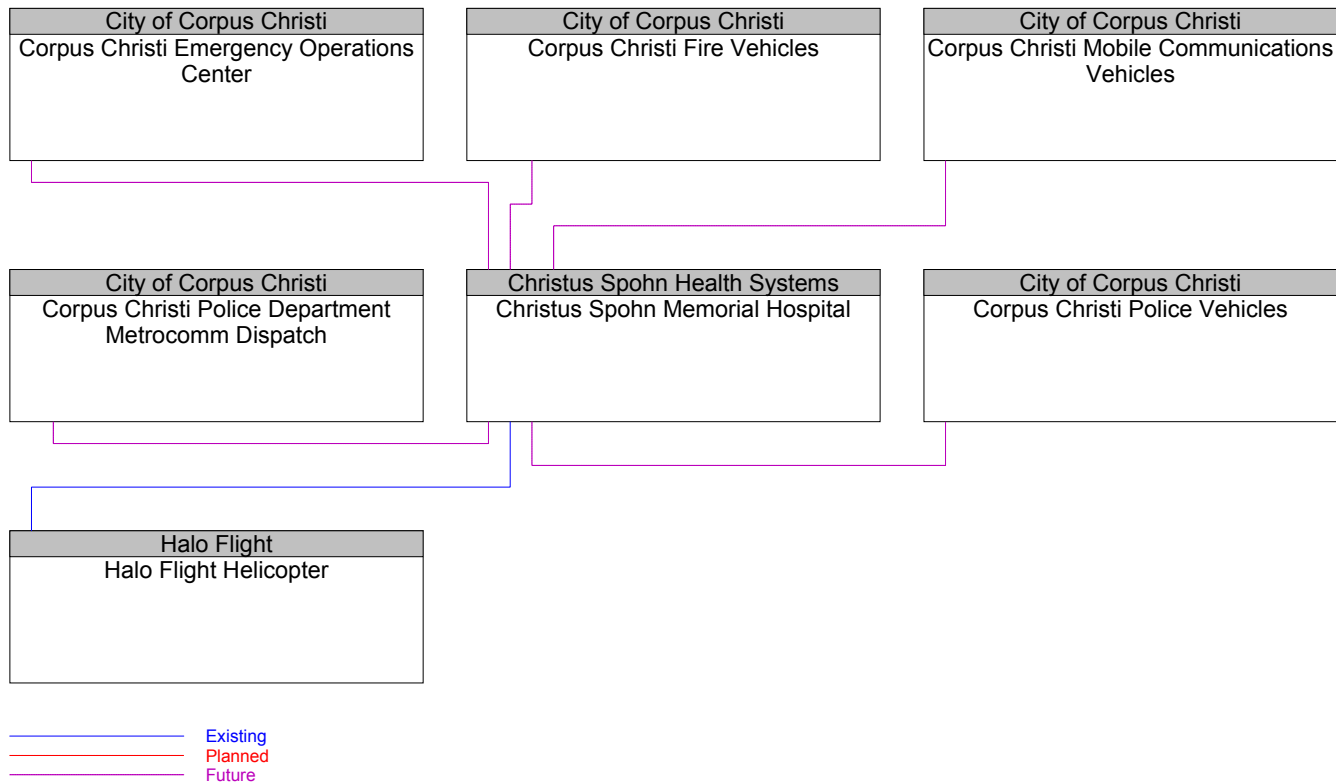 City of Corpus Christi
Corpus Christi Emergency Operations
Center
City of Corpus Christi
Corpus Christi Fire Vehicles
City of Corpus Christi
Corpus Christi Mobile Communications
Vehicles
City of Corpus Christi
Corpus Christi Police Department
Metrocomm Dispatch
Christus Spohn Health Systems
Christus Spohn Memorial Hospital
City of Corpus Christi
Corpus Christi Police Vehicles
Halo Flight
Halo Flight Helicopter
Existing
Planned
Future